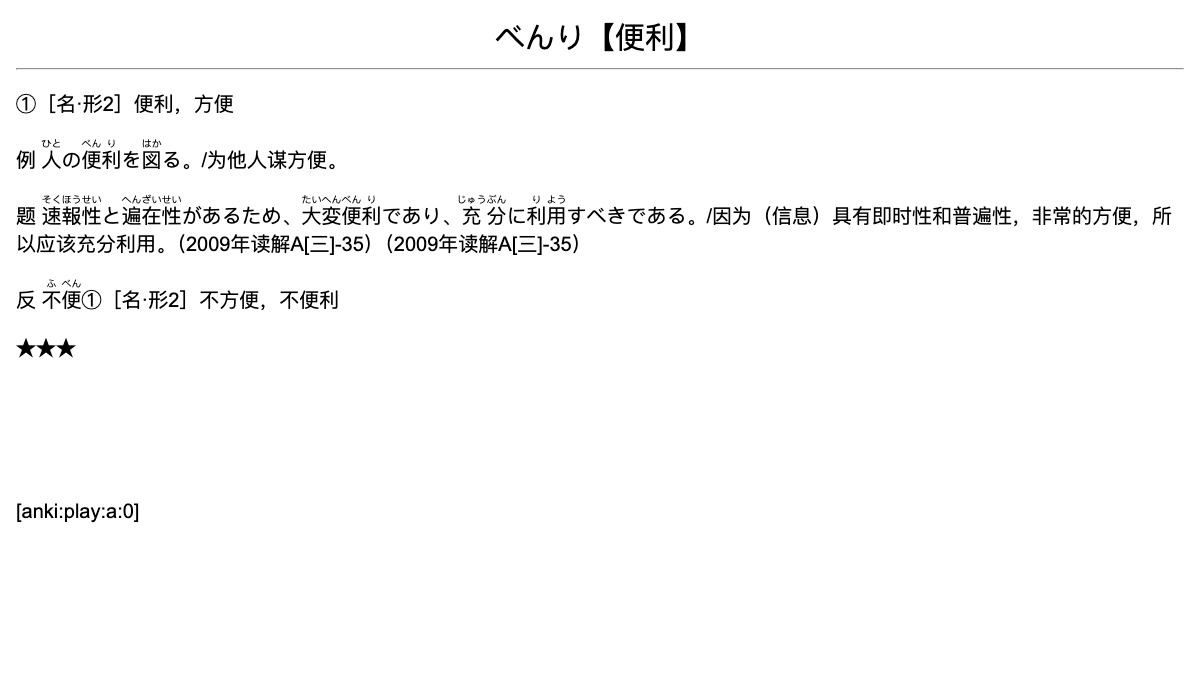 べんり【便利】
①［名·形2］便利，方便
ひと べん り はか
例 人の便利を図る。/为他人谋方便。
そくほうせい へんざいせい たいへんべん り じゅうぶん り よう
题 速報性と遍在性があるため、大変便利であり、充分に利用すべきである。/因为（信息）具有即时性和普遍性，非常的方便，所
以应该充分利用。（2009年读解A[三]-35）（2009年读解A[三]-35）
ふ べん
反 不便①［名·形2］不方便，不便利
★★★
[anki:play:a:0]